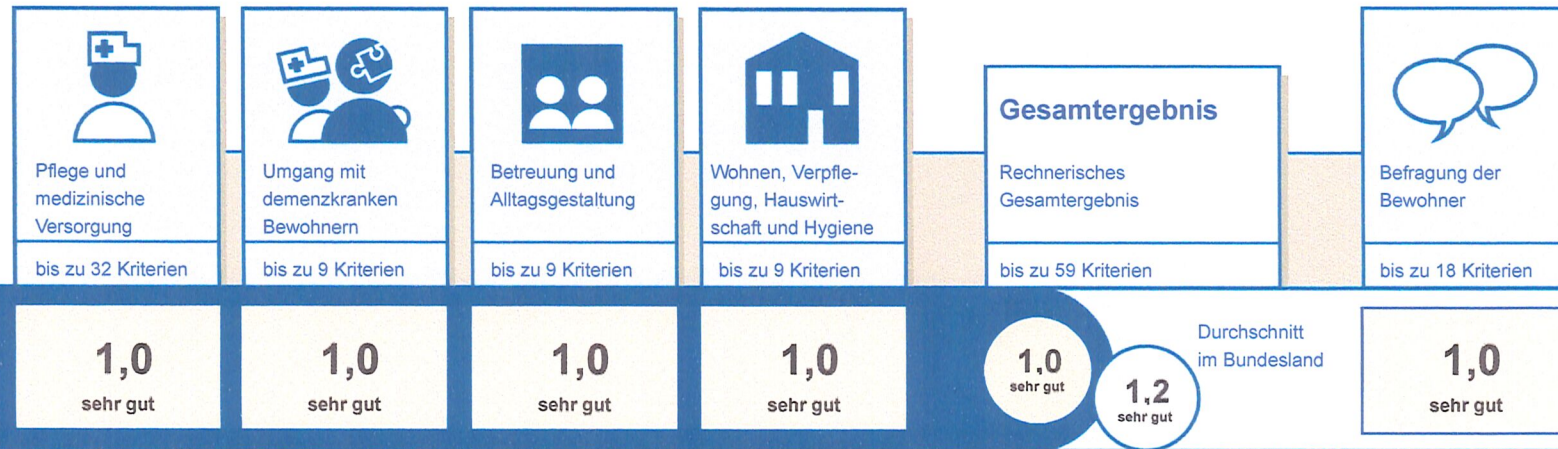 Pflege und
medizinische
Versorgung
bis zu 32 Kriterien
1,0
sehr gut
Umgang mit
demenzkranken
Bewohnern
bis zu 9 Kriterien
1,0
sehr gut
Betreuung und
Alltagsgestaltung
bis zu 9 Kriterien
1,0
sehr gut
Wohnen, Verpfle-
gung, Hauswirt-
schaft und Hygiene
bis zu 9 Kriterien
1,0
sehr gut
Gesamtergebnis
Rechnerisches
Gesamtergebnis
bis zu 59 Kriterien
1,0
sehr gut
Durchschnitt
im Bundesland
1,2
sehr gut
Befragung der
Bewohner
bis zu 18 Kriterien
1,0
sehr gut